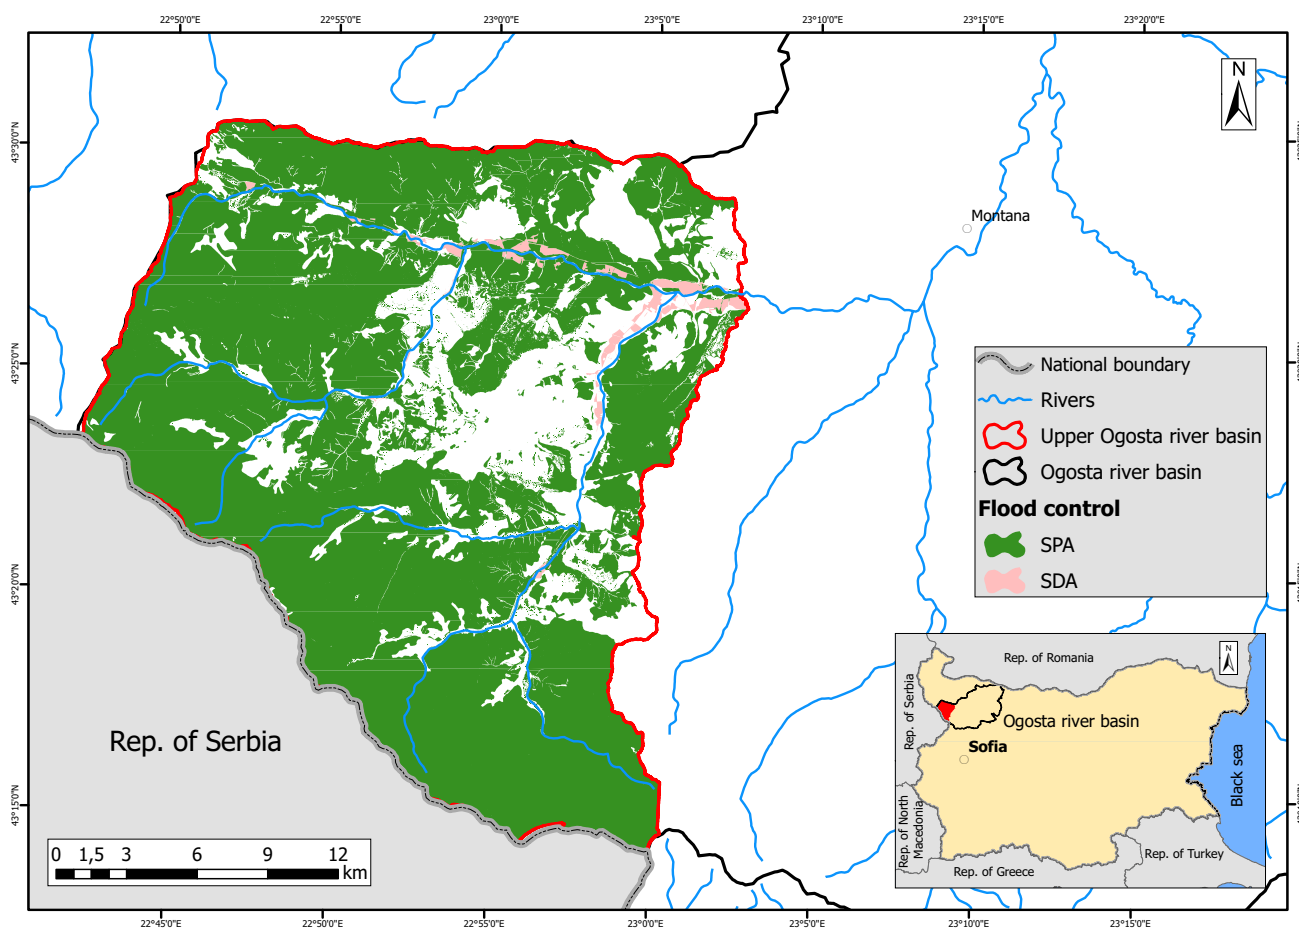 22°50'0"E 22°55'0"E 23°0'0"E 23°5'0"E 23°10'0"E 23°15'0"E 23°20'0"E
43°30'0"N
43°25'0"N
43°20'0"N
43°15'0"N
N
Montana
National boundary
Rivers
Upper Ogosta river basin
Ogosta river basin
Flood control
SPA
SDA
Rep. of Serbia
0 1,5 3 6 9 12
km
N
Rep. of Romania
Rep. of Serbia
Ogosta river basin
Sofia
Black sea
Rep. of North
Macedonia
Rep. of Turkey
Rep. of Greece
22°45'0"E 22°50'0"E 22°55'0"E 23°0'0"E 23°5'0"E 23°10'0"E 23°15'0"E